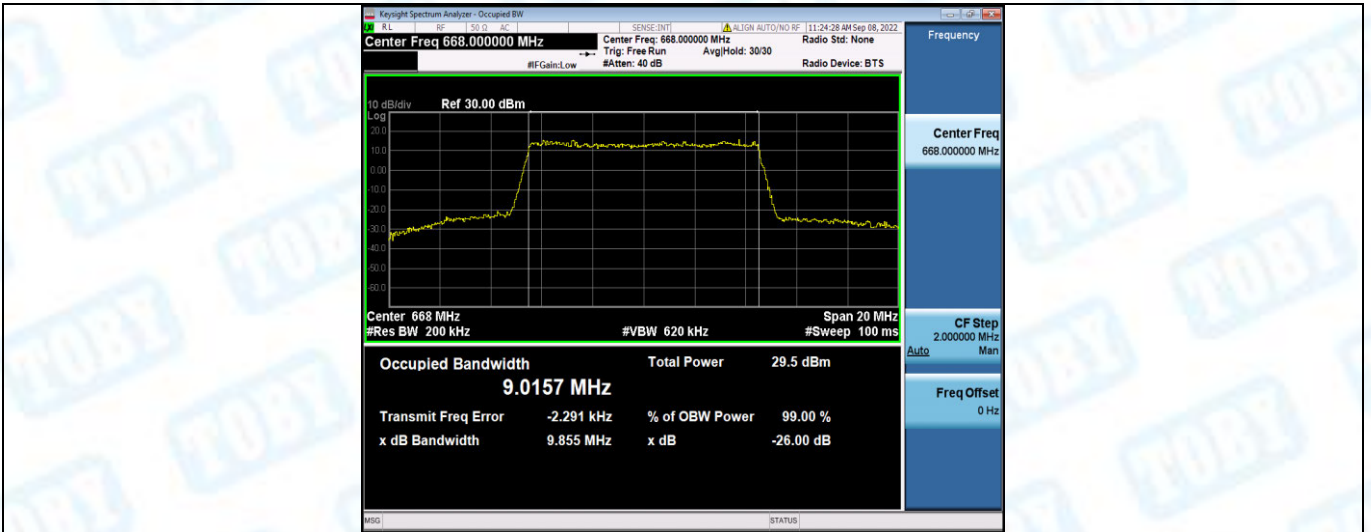 Keysight Spectrum Analyzer - Occupied BW
RL RF 50 Ω AC SENSE:INT ALIGN AUTO/NO RF 11:24:28 AM Sep 08, 2022
Center Freq 668.000000 MHz
Center Freq: 668.000000 MHz Radio Std: None
Trig: Free Run Avg|Hold: 30/30
#IFGain:Low #Atten: 40 dB Radio Device: BTS
Frequency
10 dB/div Ref 30.00 dBm
Log
20.0
10.0
0.00
-10.0
-20.0
-30.0
-40.0
-50.0
-60.0
Center 668 MHz Span 20 MHz
#Res BW 200 kHz #VBW 620 kHz #Sweep 100 ms
Occupied Bandwidth Total Power 29.5 dBm
9.0157 MHz
Transmit Freq Error -2.291 kHz % of OBW Power 99.00 %
x dB Bandwidth 9.855 MHz x dB -26.00 dB
Center Freq
668.000000 MHz
CF Step
2.000000 MHz
Auto Man
Freq Offset
0 Hz
MSG STATUS
TOBY
TOBY
TOBY
TOBY
TOBY
TOBY
TOBY
TOBY